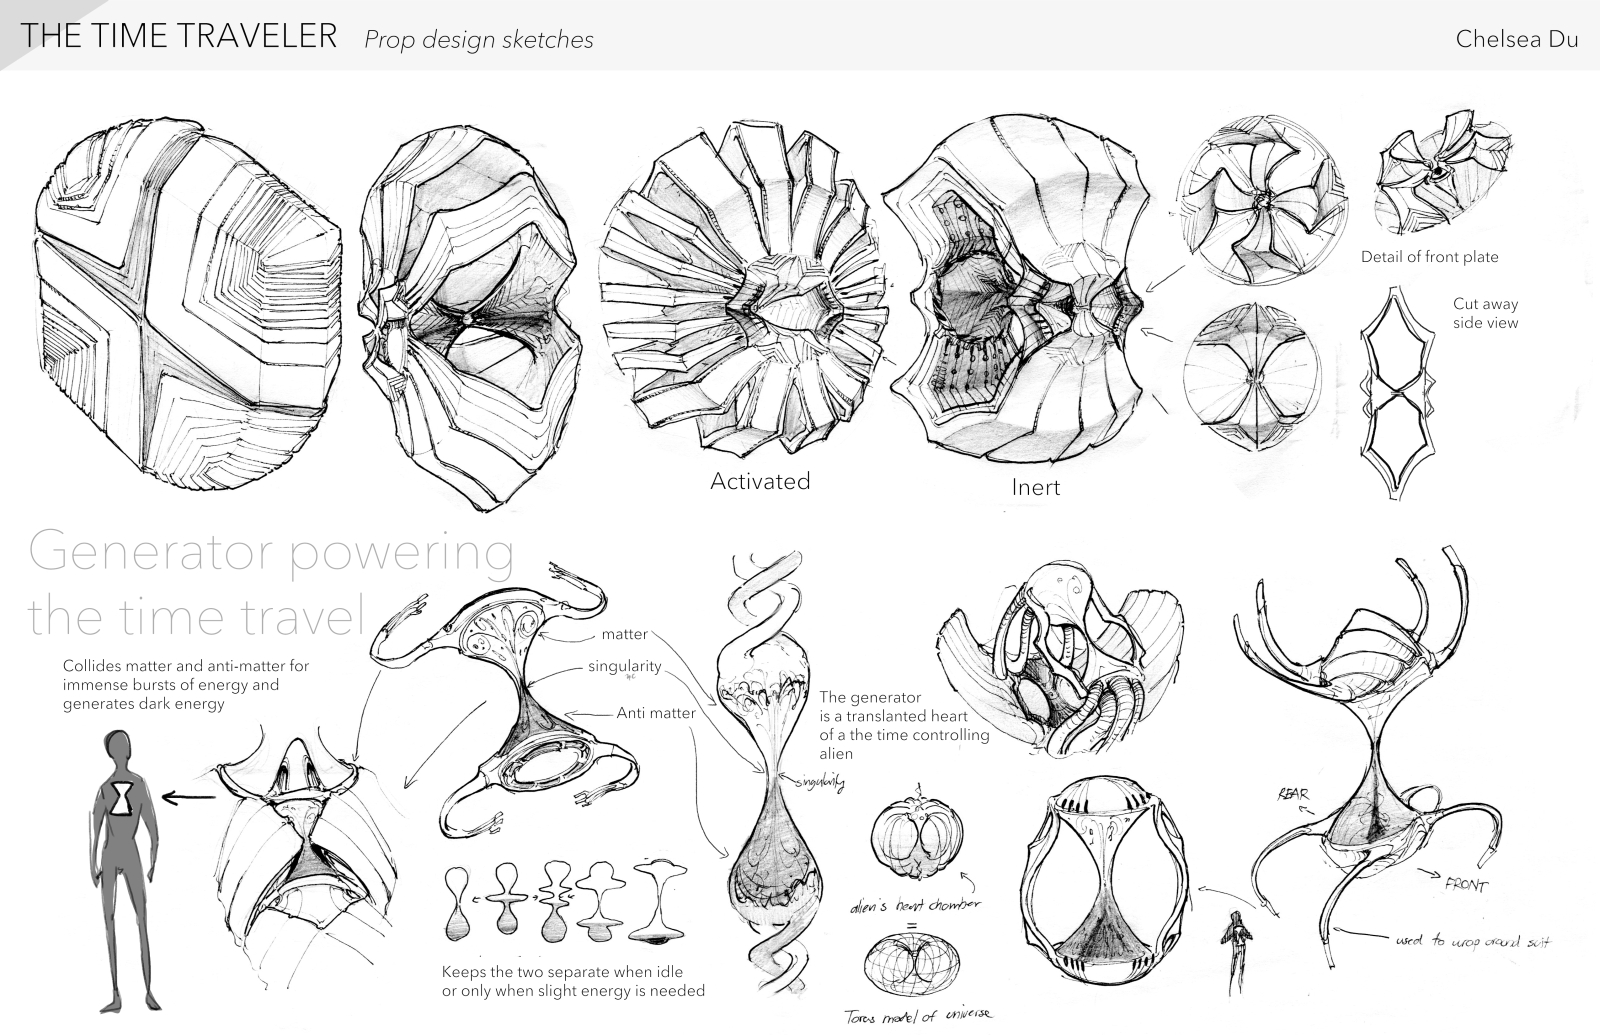 THE TIME TRAVELER
Prop design sketches
Chelsea Du
Detail of front plate
Cut away
side view
Activated
Inert
Generator powering
the time travel
Collides matter and anti-matter for
immense bursts of energy and
generates dark energy
matter
singularity
Anti matter
The generator
is a translanted heart
of a the time controlling
alien
singularity
REAR
FRONT
alien's heart chamber
=
Torus model of universe
used to wrap around suit
Keeps the two separate when idle
or only when slight energy is needed